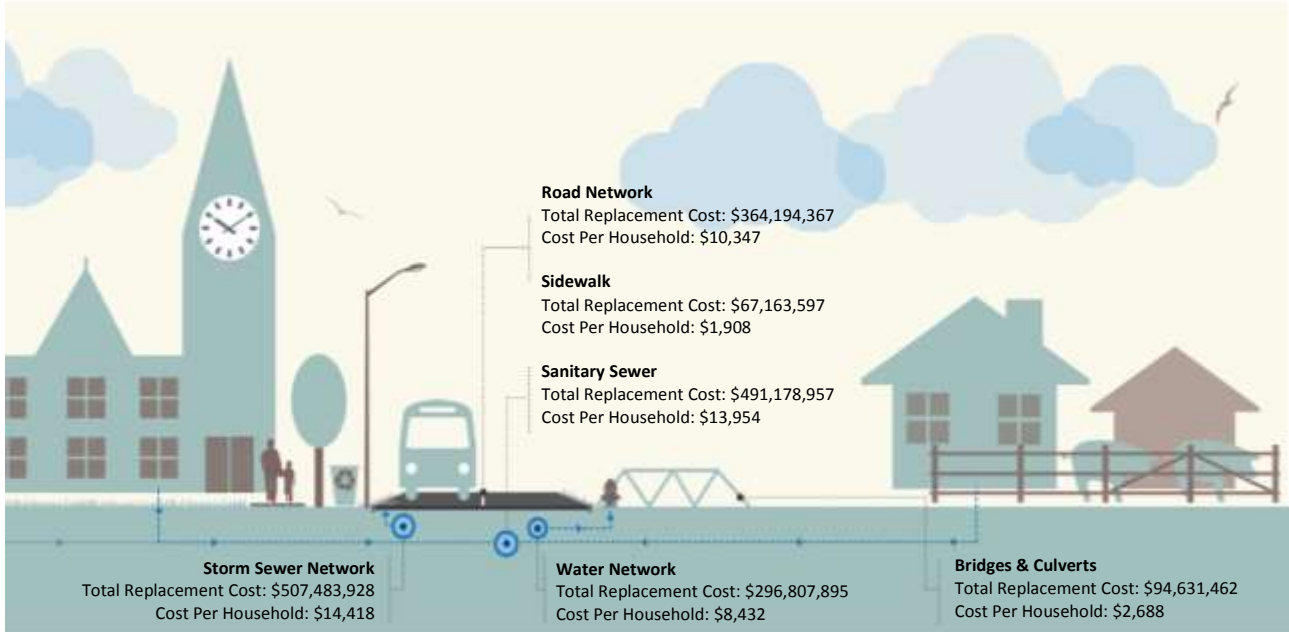 Road Network
Total Replacement Cost: $364,194,367
Cost Per Household: $10,347
Sidewalk
Total Replacement Cost: $67,163,597
Cost Per Household: $1,908
Sanitary Sewer
Total Replacement Cost: $491,178,957
Cost Per Household: $13,954
Storm Sewer Network
Total Replacement Cost: $507,483,928
Cost Per Household: $14,418
Water Network
Total Replacement Cost: $296,807,895
Cost Per Household: $8,432
Bridges & Culverts
Total Replacement Cost: $94,631,462
Cost Per Household: $2,688